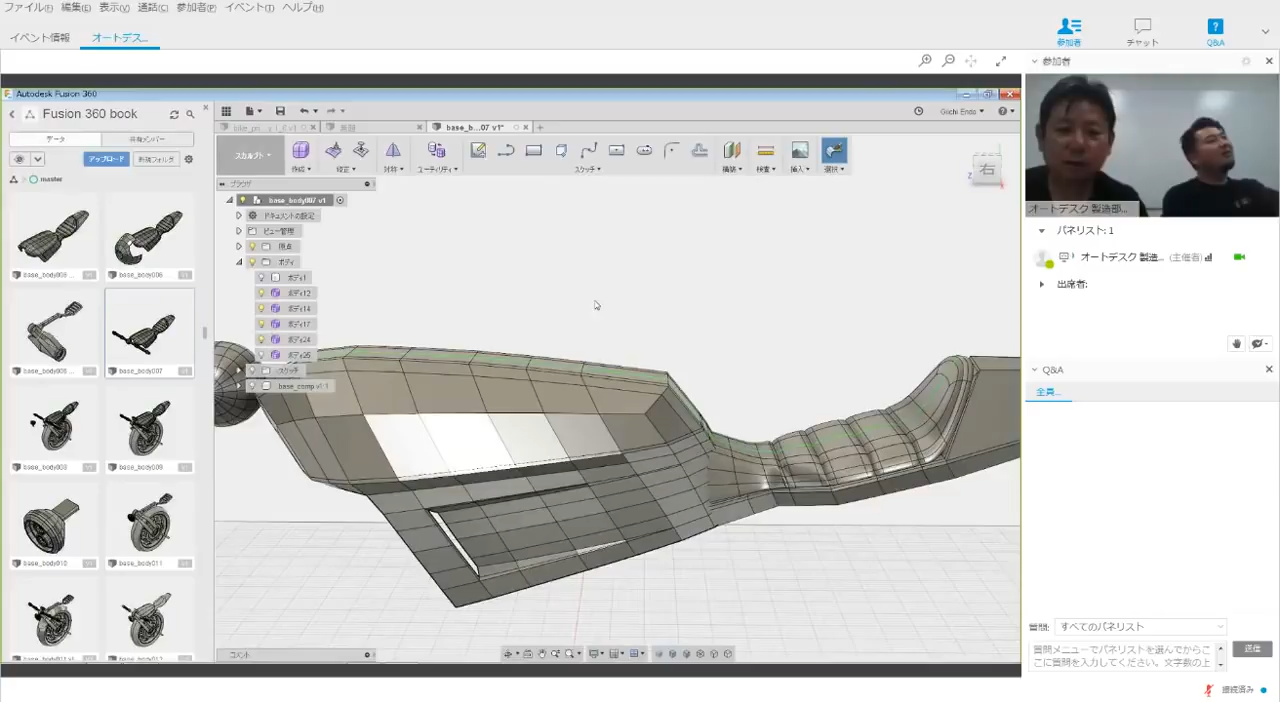 ファイル(F) 編集(E) 表示(V) 通話(C) 参加者(P) イベント(T) ヘルプ(H)
イベント情報 オートデス...
参加者 チャット Q&A
参加者
Autodesk Fusion 360
Fusion 360 book
base_b...07 v1*
データ 共有メンバー
アップロード 新規フォルダ
master
スカルプト
作成 修正 対称 ユーティリティ スケッチ 構築 検査 挿入 選択
ブラウザ
右
base_body007 v1
ドキュメントの設定
ビュー管理
原点
ボディ
ボディ1
ボディ12
ボディ14
ボディ17
ボディ24
ボディ25
スケッチ
base_comp v1:1
base_body006 V1
base_body007 V1
base_body009 V1
base_body010 V1
base_body011 V1
コメント
オートデスク 製造部...
パネリスト: 1
オートデスク 製造... (主催者)
出席者:
Q&A
全員...
質問: すべてのパネリスト
質問メニューでパネリストを選んでからこ
こに質問を入力してください。文字数の上
送信
接続済み